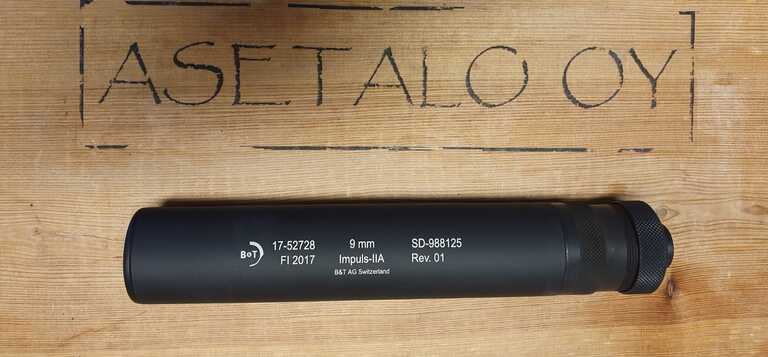 ASETALO OY
B&T
17-52728
FI 2017
9 mm
Impuls-IIA
B&T AG Switzerland
SD-988125
Rev. 01